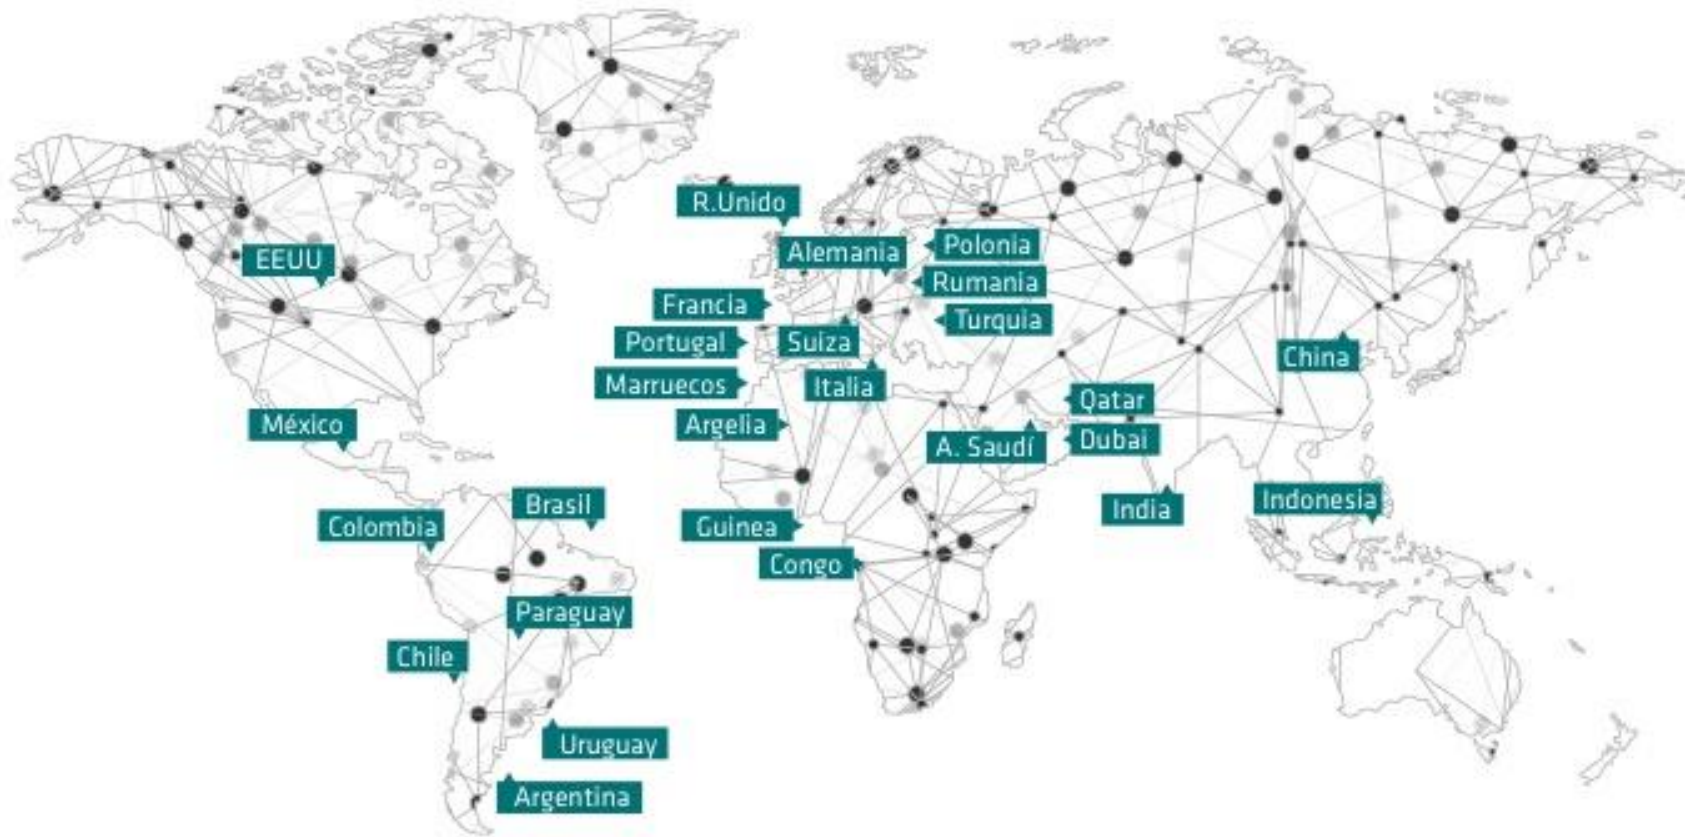 R.Unido
Alemania
Polonia
EEUU
Rumania
Francia
Turquia
Portugal
Suiza
China
Marruecos
Italia
Qatar
México
Argelia
A. Saudí
Dubai
Brasil
India
Indonesia
Colombia
Guinea
Congo
Paraguay
Chile
Uruguay
Argentina